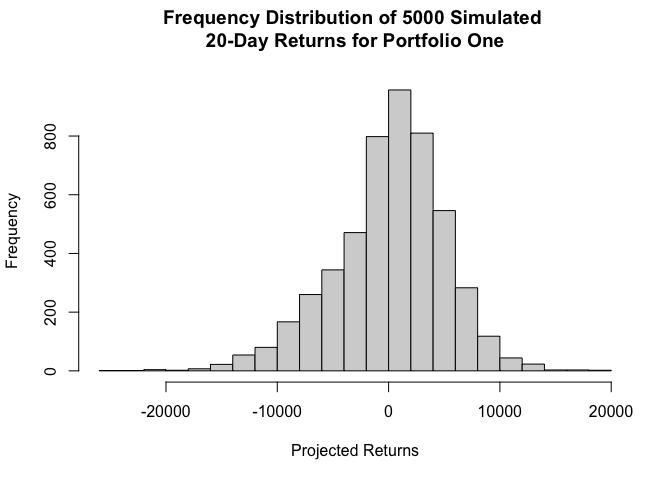 Frequency Distribution of 5000 Simulated
20-Day Returns for Portfolio One
Frequency
800
600
400
200
0
-20000 -10000 0 10000 20000
Projected Returns